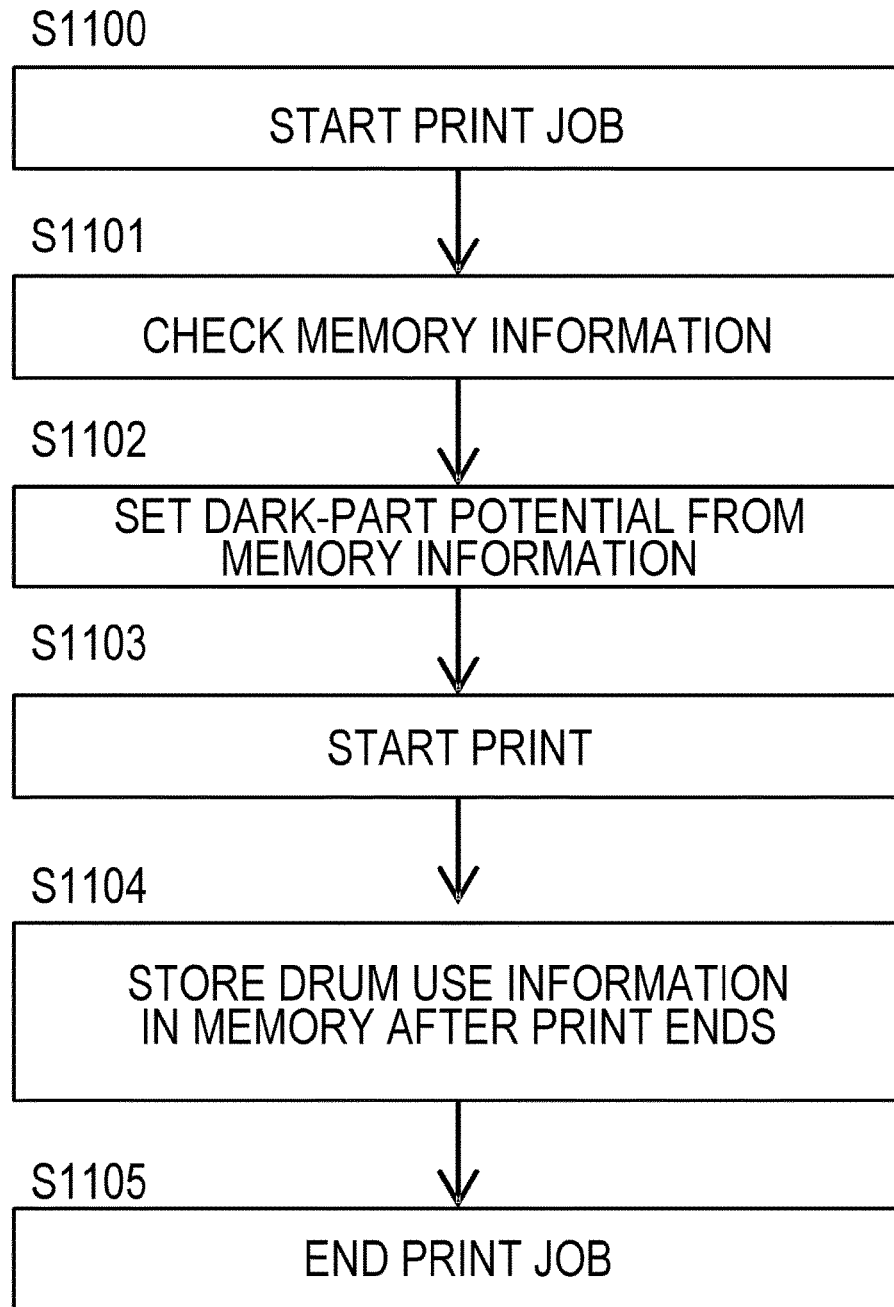 S1100
START PRINT JOB
S1101
CHECK MEMORY INFORMATION
S1102
SET DARK-PART POTENTIAL FROM
MEMORY INFORMATION
S1103
START PRINT
S1104
STORE DRUM USE INFORMATION
IN MEMORY AFTER PRINT ENDS
S1105
END PRINT JOB